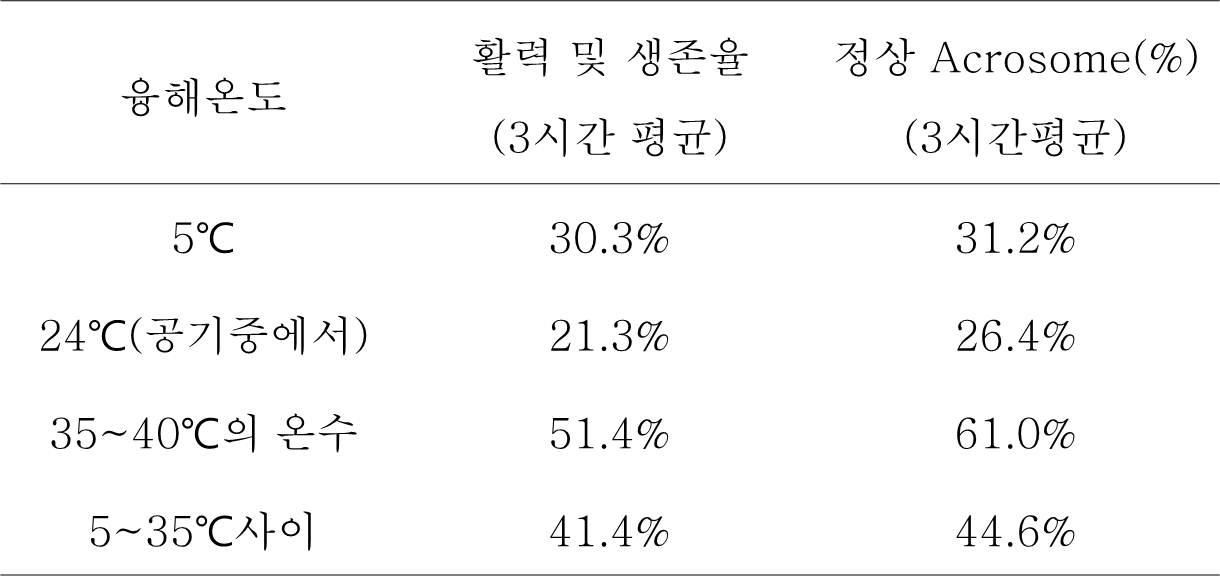 융해온도 활력 및 생존율 정상 Acrosome(%)
(3시간 평균) (3시간평균)
5℃ 30.3% 31.2%
24℃(공기중에서) 21.3% 26.4%
35~40℃의 온수 51.4% 61.0%
5~35℃사이 41.4% 44.6%